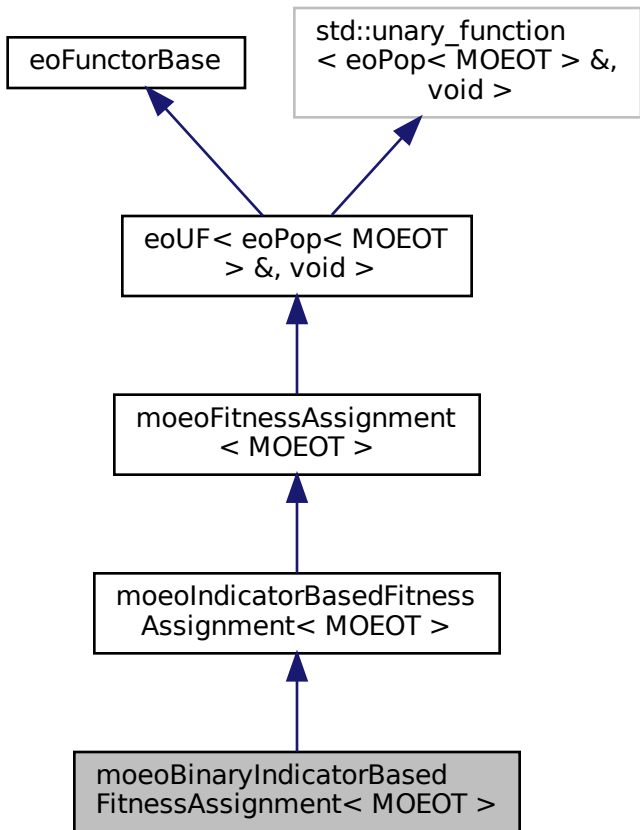 eoFunctorBase
std::unary_function
< eoPop< MOEOT > &,
void >
eoUF< eoPop< MOEOT
> &, void >
moeoFitnessAssignment
< MOEOT >
moeoIndicatorBasedFitness
Assignment< MOEOT >
moeoBinaryIndicatorBased
FitnessAssignment< MOEOT >